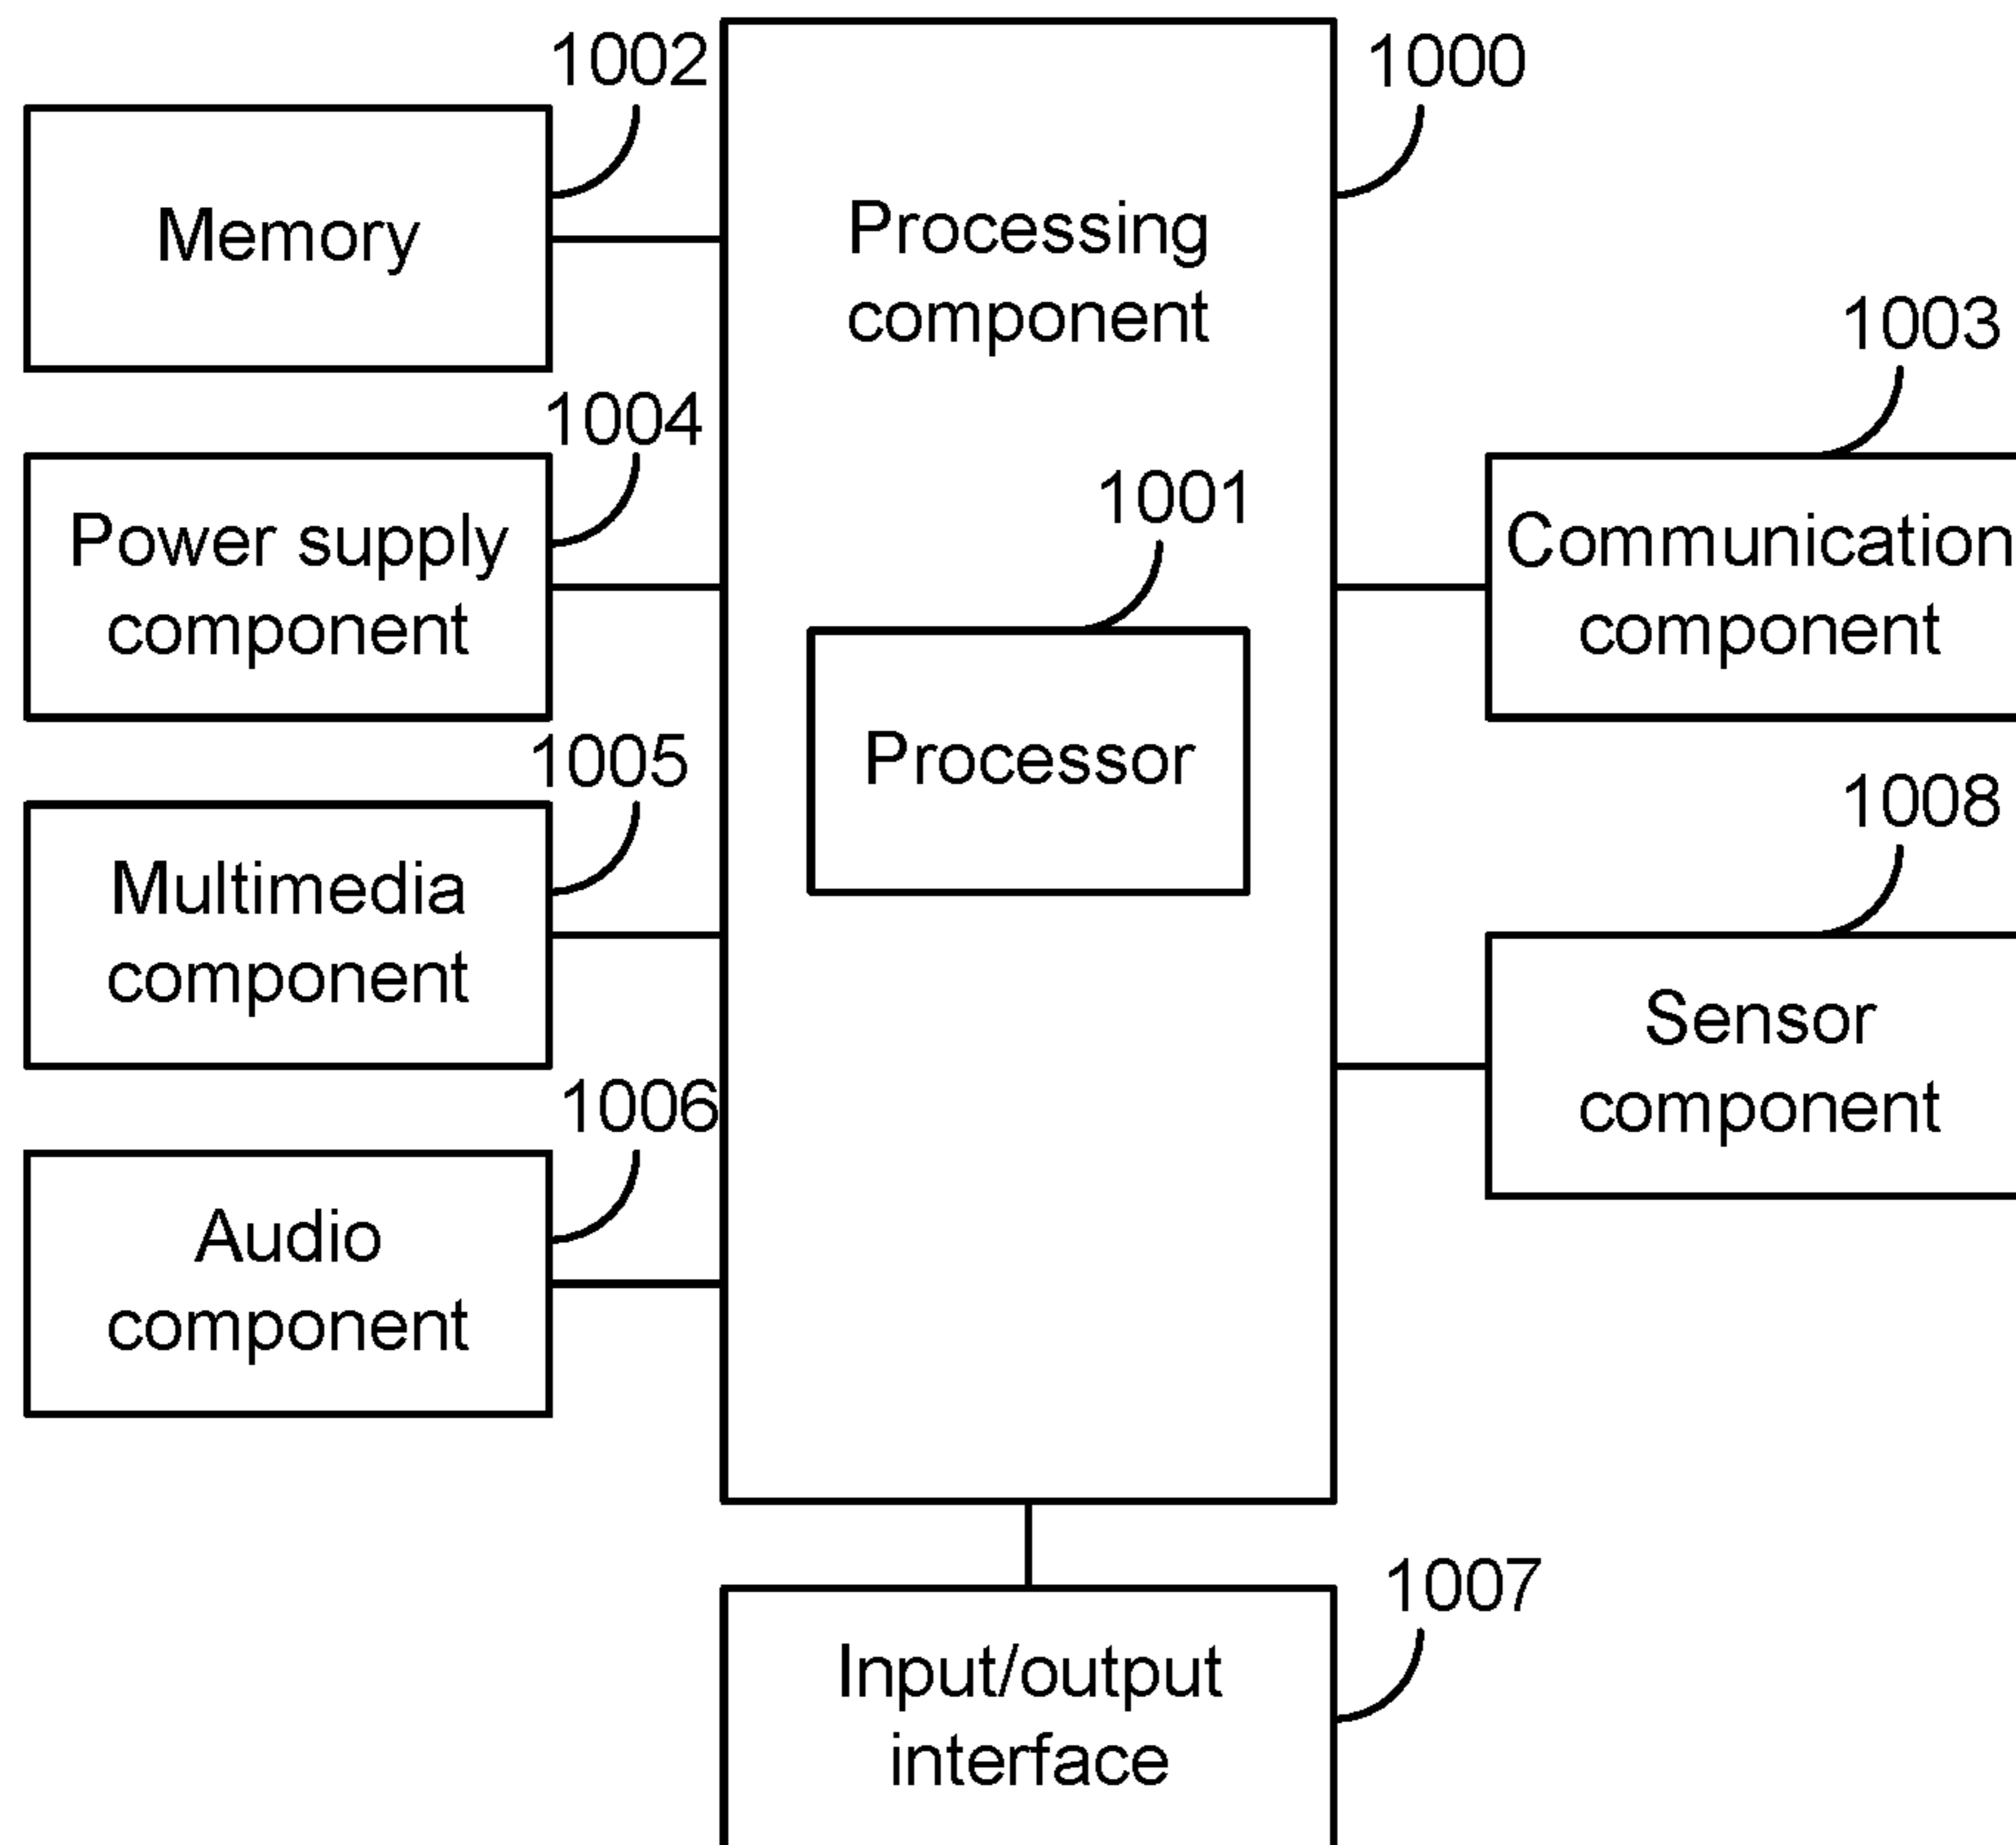 1002
Memory
1004
Power supply
component
1005
Multimedia
component
1006
Audio
component
1000
Processing
component
1001
Processor
1003
Communication
component
1008
Sensor
component
1007
Input/output
interface